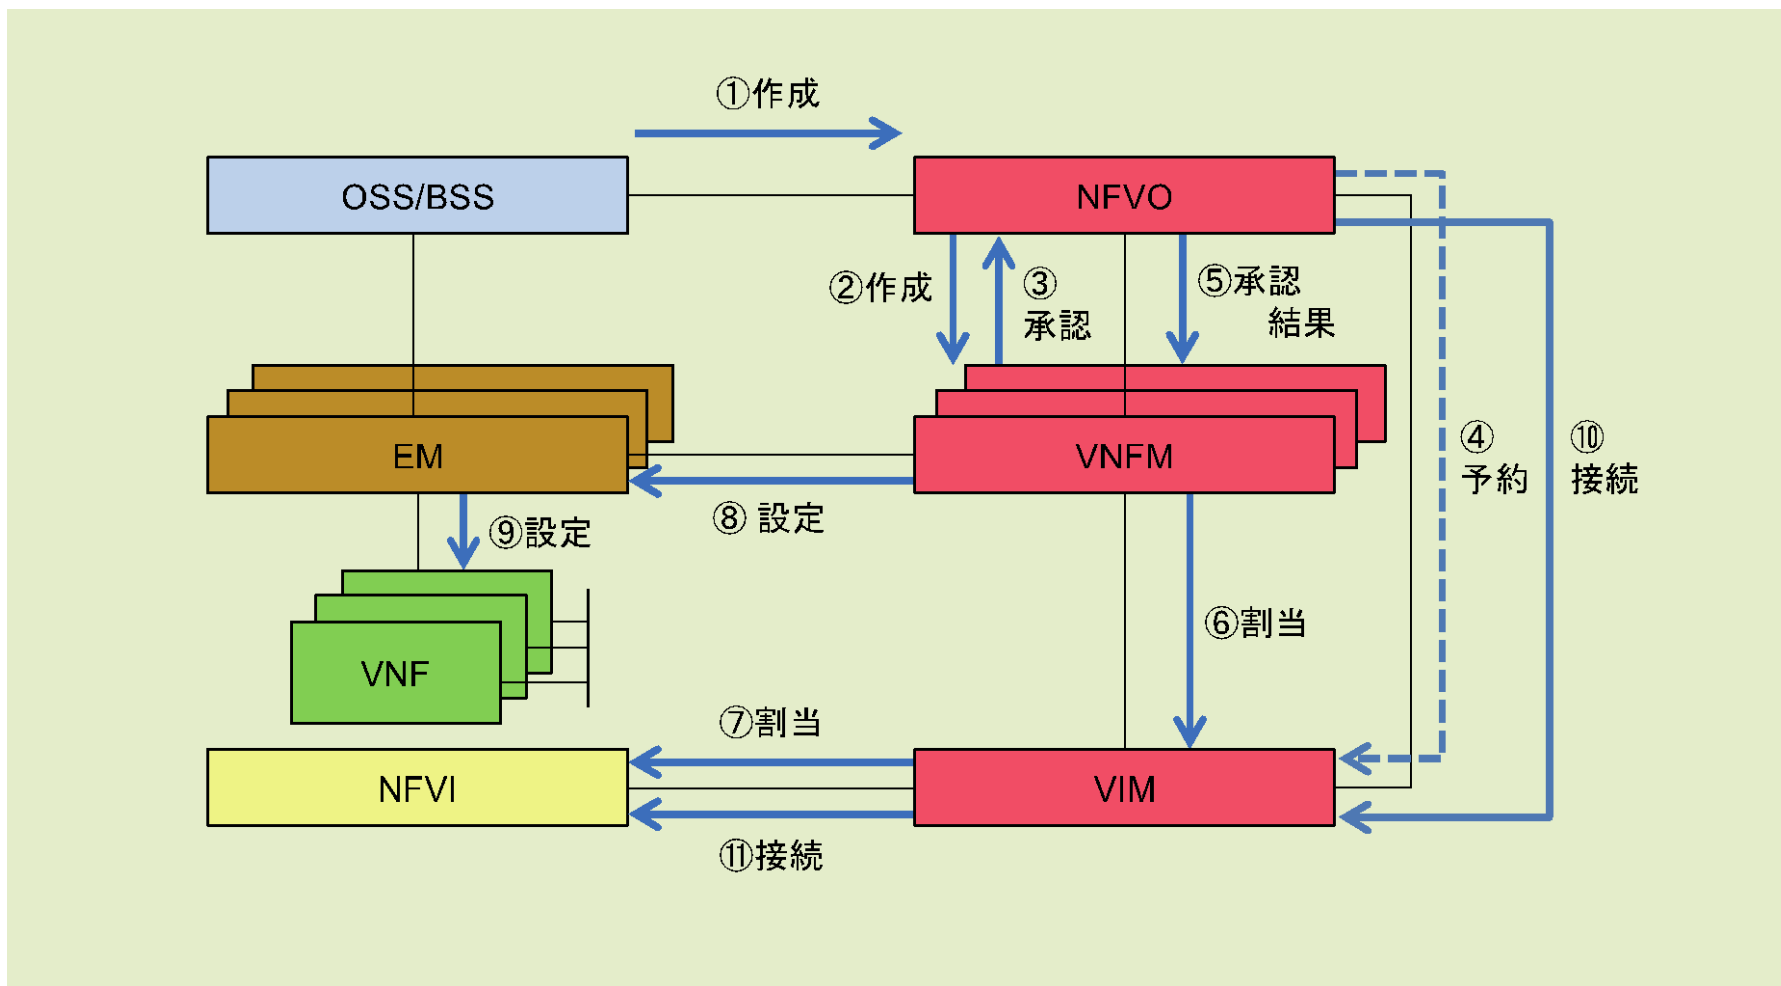 ①作成
OSS/BSS
NFVO
②作成
③
承認
⑤承認
結果
EM
VNFM
④
予約
⑩
接続
⑧ 設定
⑨設定
⑥割当
VNF
⑦割当
NFVI
VIM
⑪接続